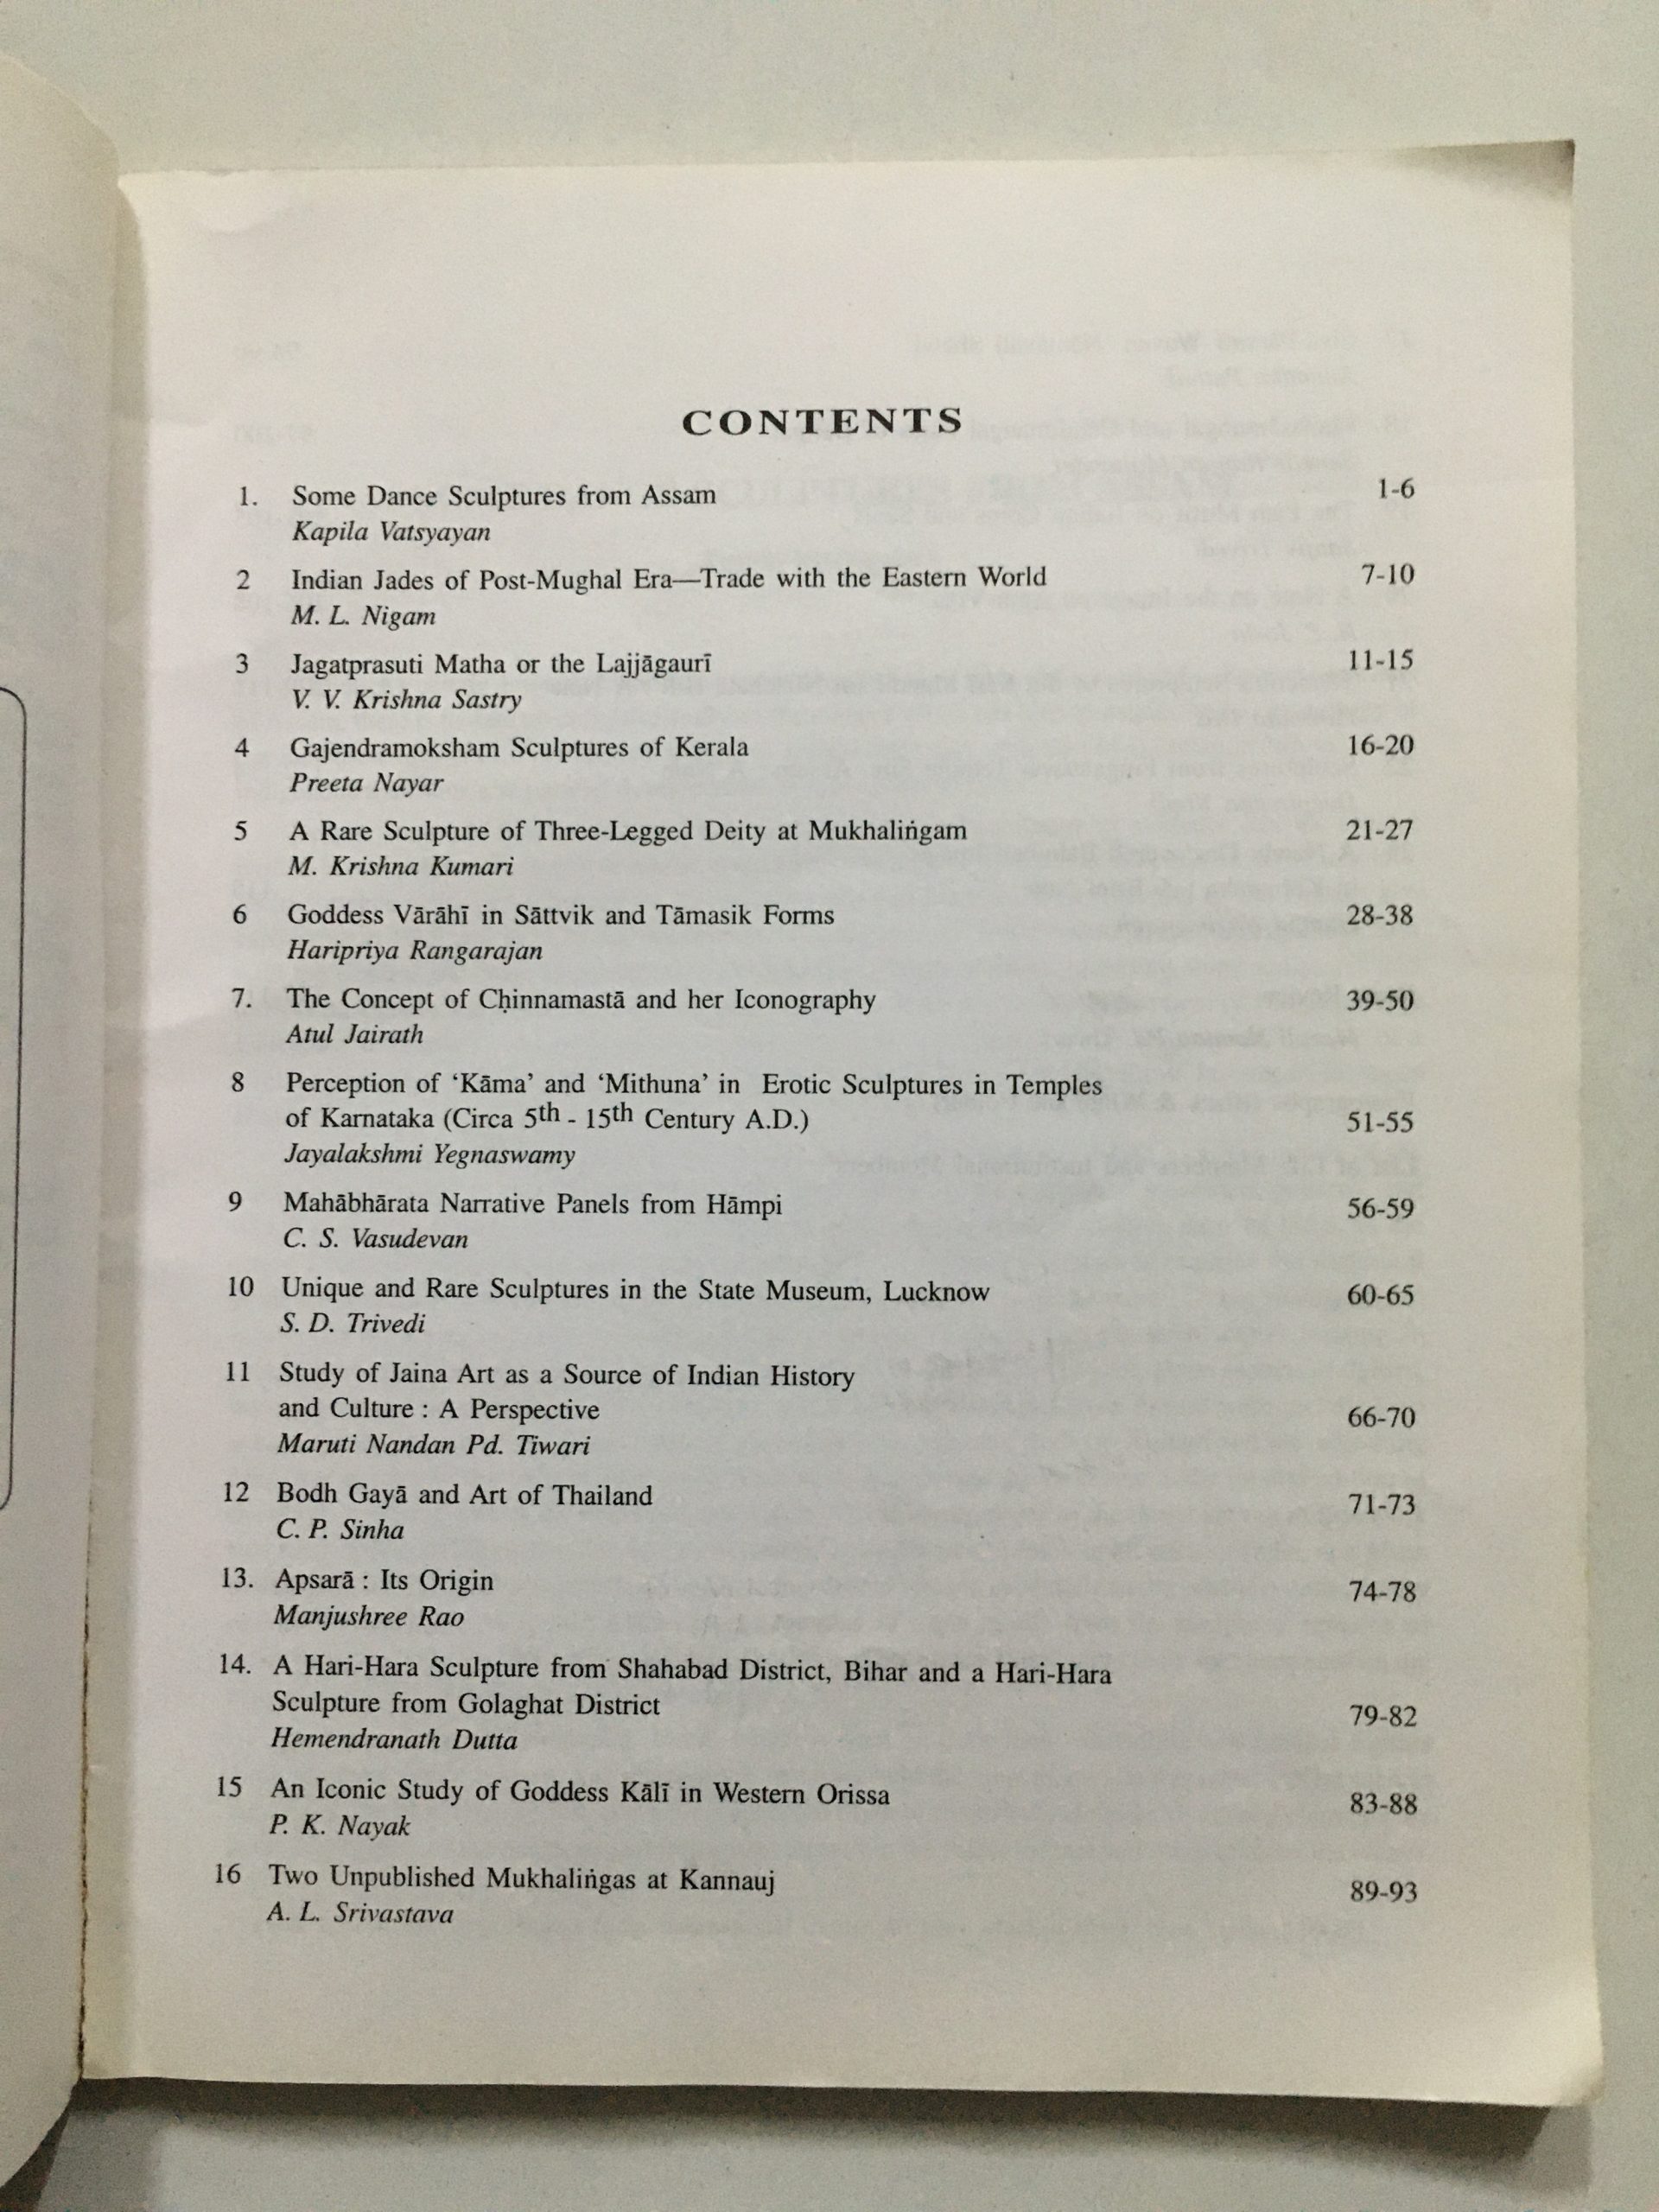 CONTENTS
1. Some Dance Sculptures from Assam 1-6
Kapila Vatsyayan
2 Indian Jades of Post-Mughal Era—Trade with the Eastern World 7-10
M. L. Nigam
3 Jagatprasuti Matha or the Lajjāgaurī 11-15
V. V. Krishna Sastry
4 Gajendramoksham Sculptures of Kerala 16-20
Preeta Nayar
5 A Rare Sculpture of Three-Legged Deity at Mukhaliṅgam 21-27
M. Krishna Kumari
6 Goddess Vārāhī in Sāttvik and Tāmasik Forms 28-38
Haripriya Rangarajan
7. The Concept of Cḥinnamastā and her Iconography 39-50
Atul Jairath
8 Perception of ‘Kāma’ and ‘Mithuna’ in Erotic Sculptures in Temples
of Karnataka (Circa 5th - 15th Century A.D.) 51-55
Jayalakshmi Yegnaswamy
9 Mahābhārata Narrative Panels from Hāmpi 56-59
C. S. Vasudevan
10 Unique and Rare Sculptures in the State Museum, Lucknow 60-65
S. D. Trivedi
11 Study of Jaina Art as a Source of Indian History
and Culture : A Perspective 66-70
Maruti Nandan Pd. Tiwari
12 Bodh Gayā and Art of Thailand 71-73
C. P. Sinha
13. Apsarā : Its Origin 74-78
Manjushree Rao
14. A Hari-Hara Sculpture from Shahabad District, Bihar and a Hari-Hara
Sculpture from Golaghat District 79-82
Hemendranath Dutta
15 An Iconic Study of Goddess Kālī in Western Orissa 83-88
P. K. Nayak
16 Two Unpublished Mukhaliṅgas at Kannauj 89-93
A. L. Srivastava